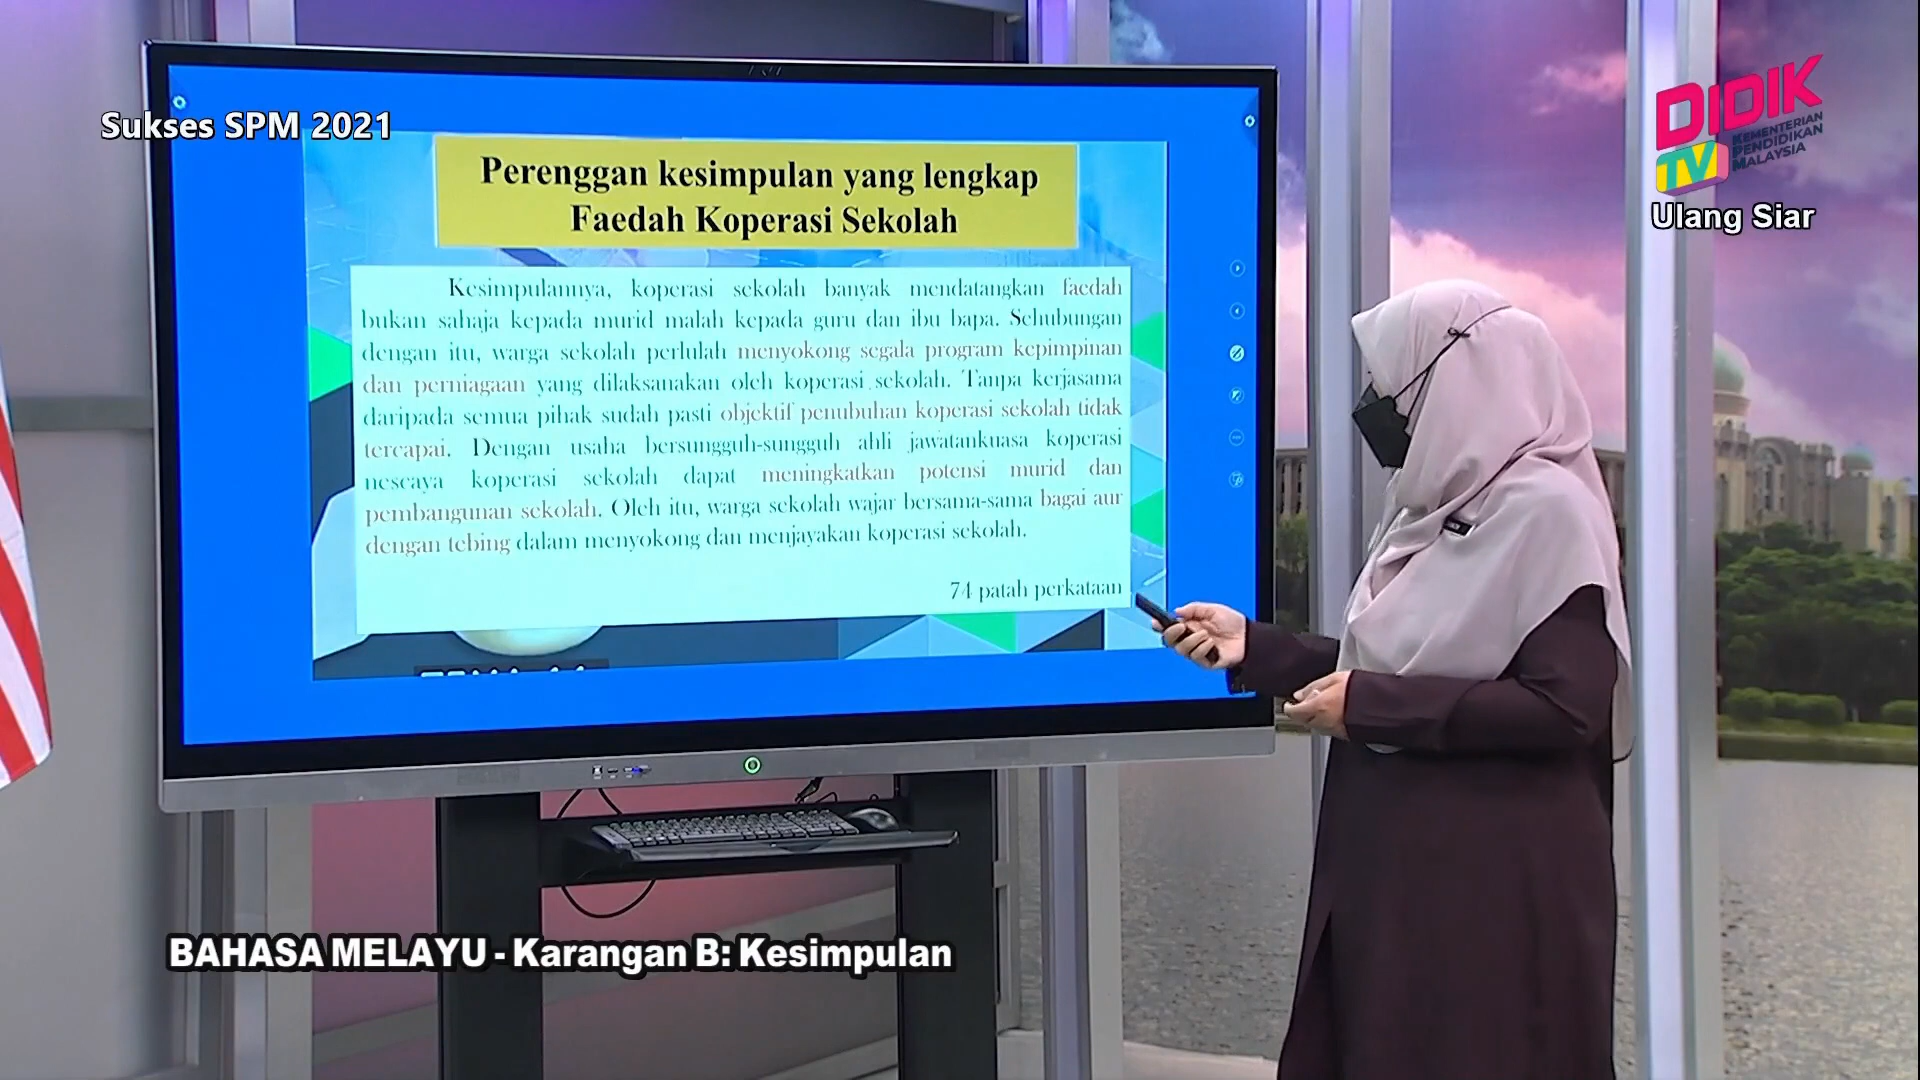 Sukses SPM 2021
DIDIK
TV
KEMENTERIAN
PENDIDIKAN
MALAYSIA
Ulang Siar
Perenggan kesimpulan yang lengkap
Faedah Koperasi Sekolah
Kesimpulannya, koperasi sekolah banyak mendatangkan faedah
bukan sahaja kepada murid malah kepada guru dan ibu bapa. Sehubungan
dengan itu, warga sekolah perlulah menyokong segala program kepimpinan
dan perniagaan yang dilaksanakan oleh koperasi sekolah. Tanpa kerjasama
daripada semua pihak sudah pasti objektif penubuhan koperasi sekolah tidak
tercapai. Dengan usaha bersungguh-sungguh ahli jawatankuasa koperasi
nescaya koperasi sekolah dapat meningkatkan potensi murid dan
pembangunan sekolah. Oleh itu, warga sekolah wajar bersama-sama bagai aur
dengan tebing dalam menyokong dan menjayakan koperasi sekolah.
74 patah perkataan
BAHASA MELAYU - Karangan B: Kesimpulan